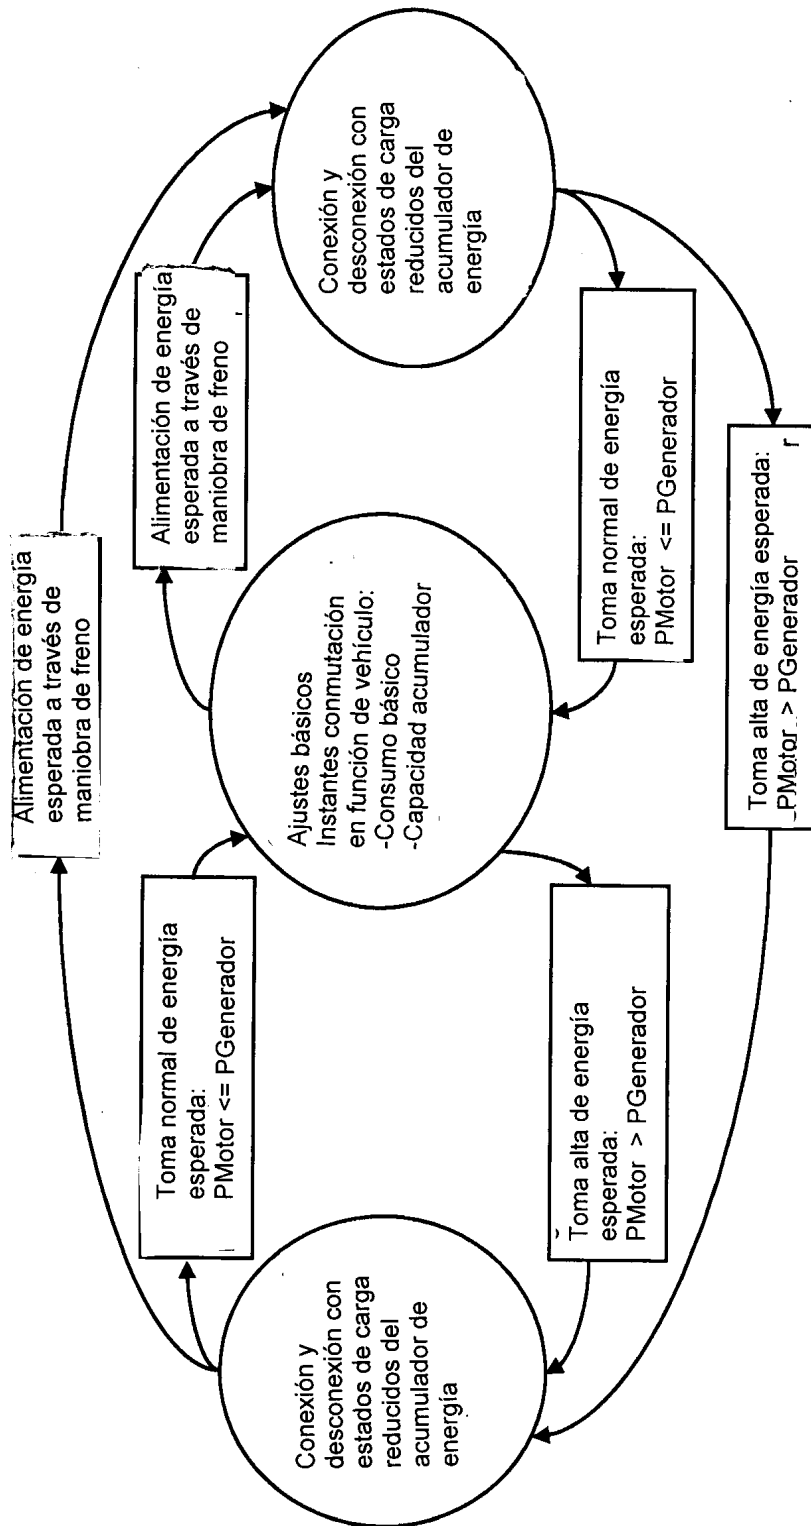 Alimentación de energía
esperada a través de
maniobra de freno
Toma normal de energía
esperada:
PMotor <= PGenerador
Alimentación de energía
esperada a través de
maniobra de freno
Conexión y
desconexión con
estados de carga
reducidos del
acumulador de
energía
Ajustes básicos
Instantes conmutación
en función de vehículo:
-Consumo básico
-Capacidad acumulador
Conexión y
desconexión con
estados de carga
reducidos del
acumulador de
energía
Toma alta de energía
esperada:
PMotor > PGenerador
Toma normal de energía
esperada:
PMotor <= PGenerador
Toma alta de energía esperada:
PMotor > PGenerador r